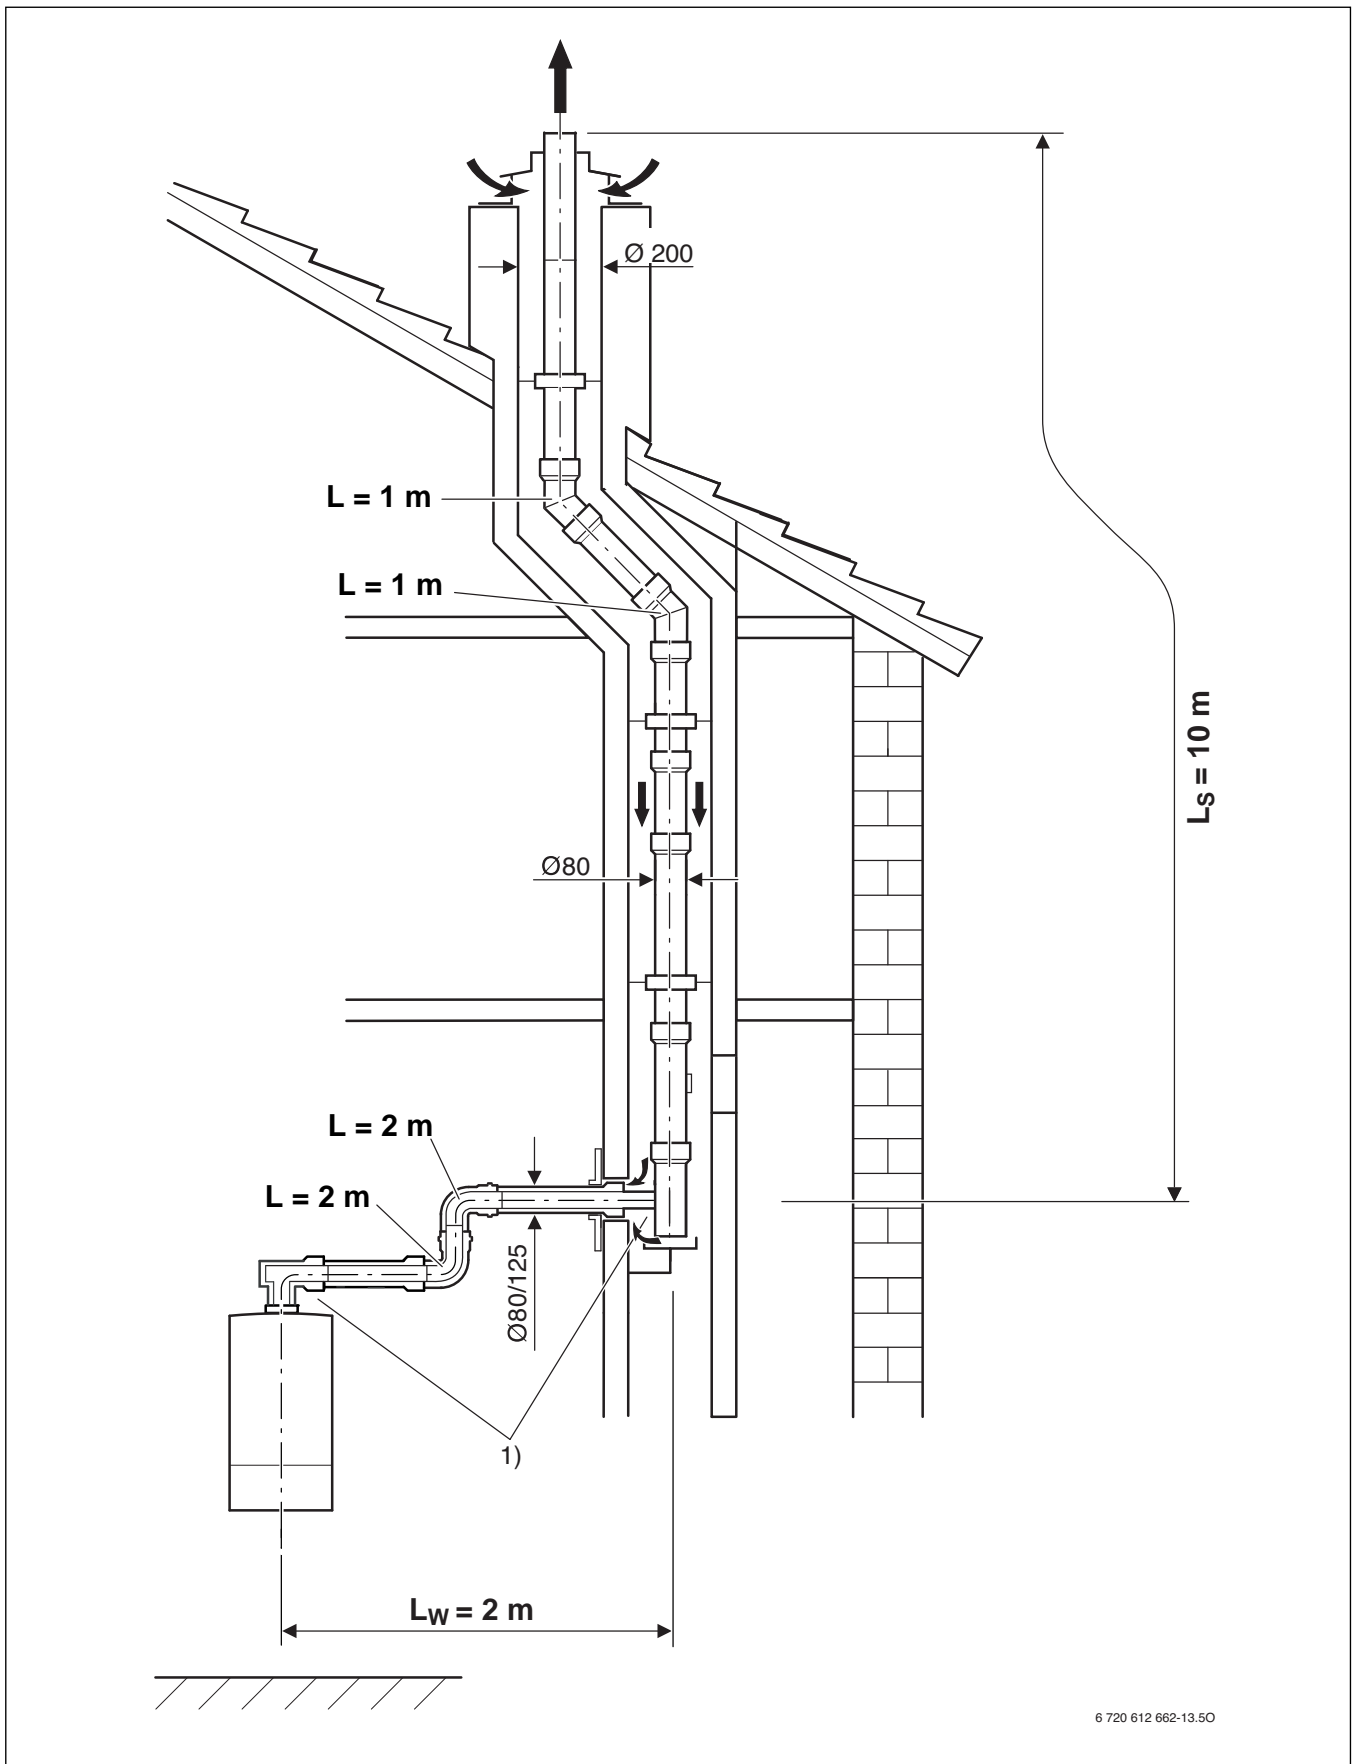 Ø 200
L = 1 m
L = 1 m
LS = 10 m
Ø80
L = 2 m
L = 2 m
Ø80/125
1)
LW = 2 m
6 720 612 662-13.5O